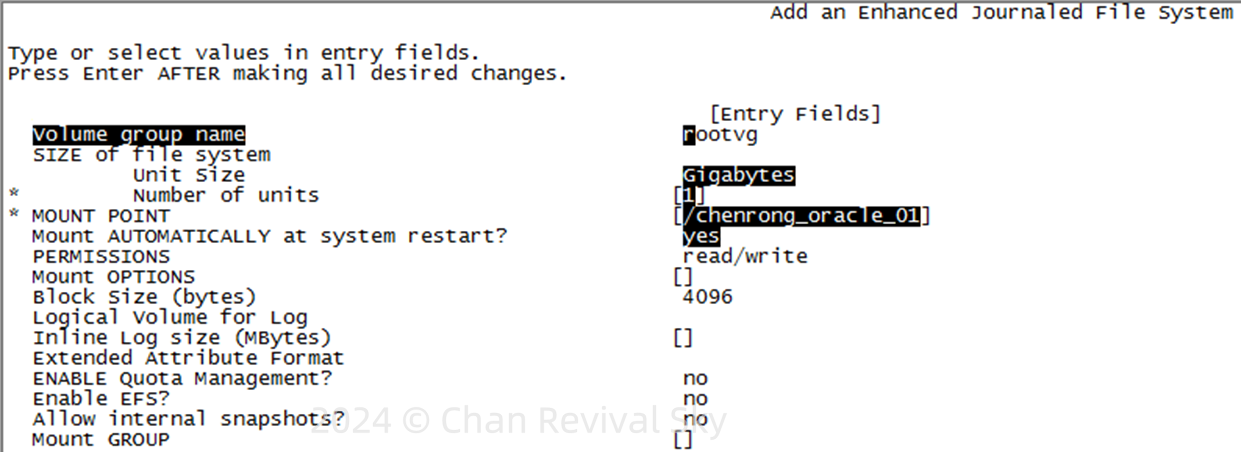 Add an Enhanced Journaled File System
Type or select values in entry fields.
Press Enter AFTER making all desired changes.
[Entry Fields]
Volume group name rootvg
SIZE of file system
Unit Size Gigabytes
* Number of units [1]
* MOUNT POINT [/chenrong_oracle_01]
Mount AUTOMATICALLY at system restart? yes
PERMISSIONS read/write
Mount OPTIONS []
Block Size (bytes) 4096
Logical Volume for Log
Inline Log size (MBytes) []
Extended Attribute Format
ENABLE Quota Management? no
Enable EFS? no
Allow internal snapshots? no
Mount GROUP []
2024 © Chan Revival Sky